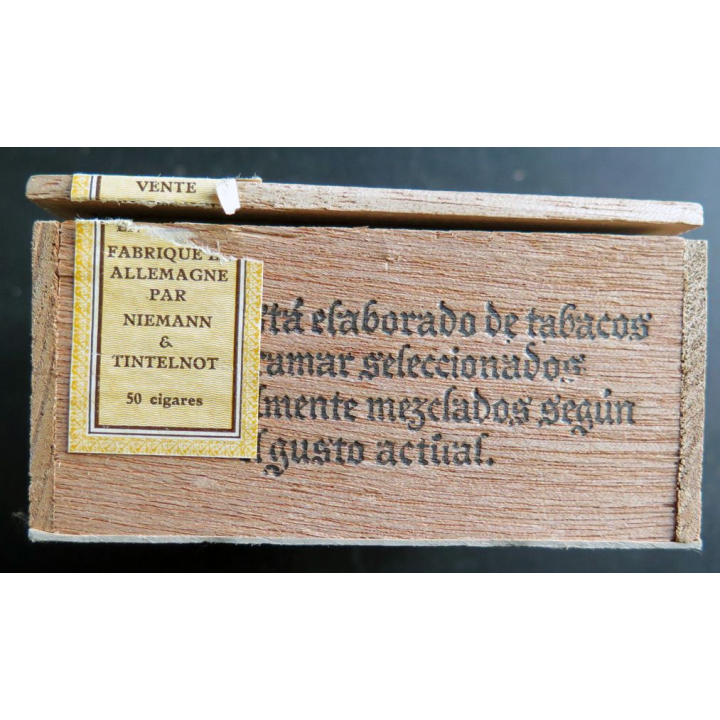 VENTE
FABRIQUE
ALLEMAGNE
PAR
NIEMANN
&
TINTELNOT
50 cigares
elaborado de tabacos
seleccionados
mezclados según
gusto actual.